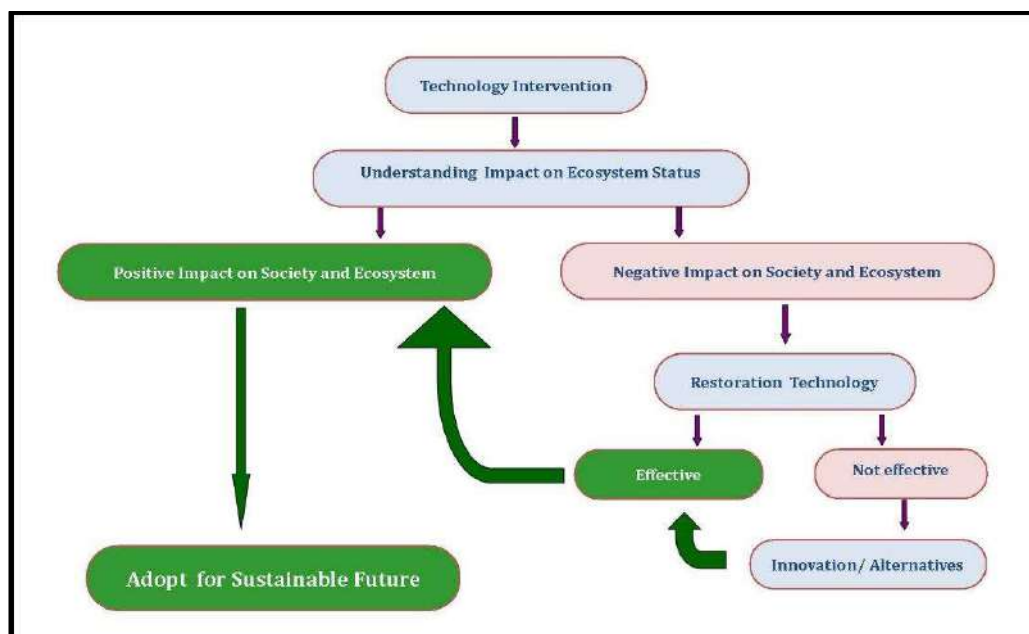 Technology Intervention
Understanding Impact on Ecosystem Status
Positive Impact on Society and Ecosystem
Negative Impact on Society and Ecosystem
Restoration Technology
Effective
Not effective
Adopt for Sustainable Future
Innovation/ Alternatives